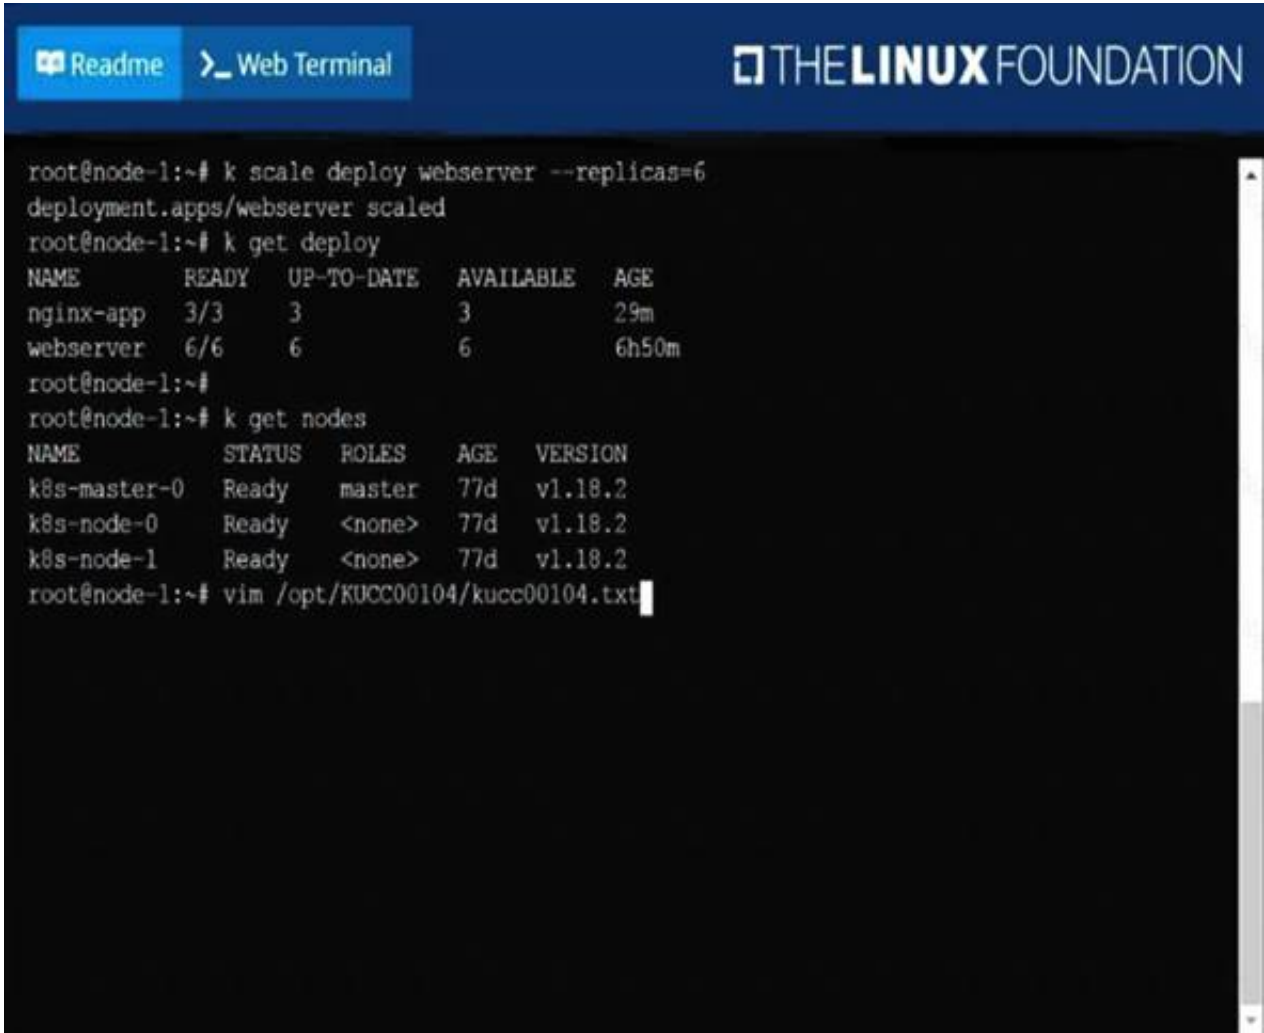 Readme
Web Terminal
THE LINUX FOUNDATION
root@node-1:~# k scale deploy webserver --replicas=6
deployment.apps/webserver scaled
root@node-1:~# k get deploy
NAME READY UP-TO-DATE AVAILABLE AGE
nginx-app 3/3 3 3 29m
webserver 6/6 6 6 6h50m
root@node-1:~#
root@node-1:~# k get nodes
NAME STATUS ROLES AGE VERSION
k8s-master-0 Ready master 77d v1.18.2
k8s-node-0 Ready <none> 77d v1.18.2
k8s-node-1 Ready <none> 77d v1.18.2
root@node-1:~# vim /opt/KUCC00104/kucc00104.txt